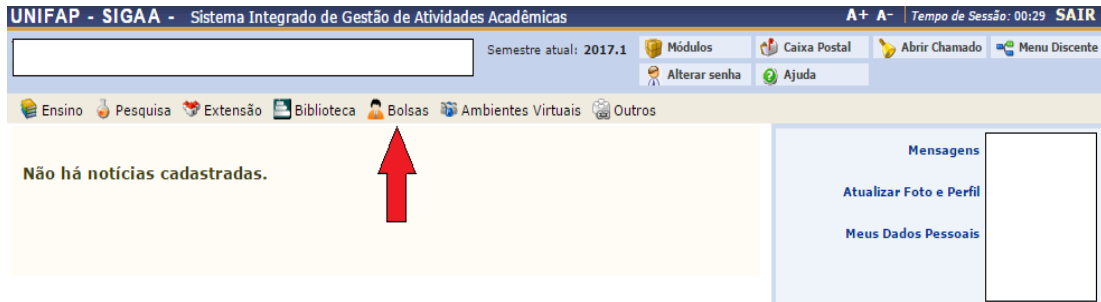 UNIFAP - SIGAA - Sistema Integrado de Gestão de Atividades Acadêmicas A+ A- Tempo de Sessão: 00:29 SAIR
Semestre atual: 2017.1 Módulos Caixa Postal Abrir Chamado Menu Discente
Alterar senha Ajuda
Ensino Pesquisa Extensão Biblioteca Bolsas Ambientes Virtuais Outros
Não há notícias cadastradas.
Mensagens
Atualizar Foto e Perfil
Meus Dados Pessoais